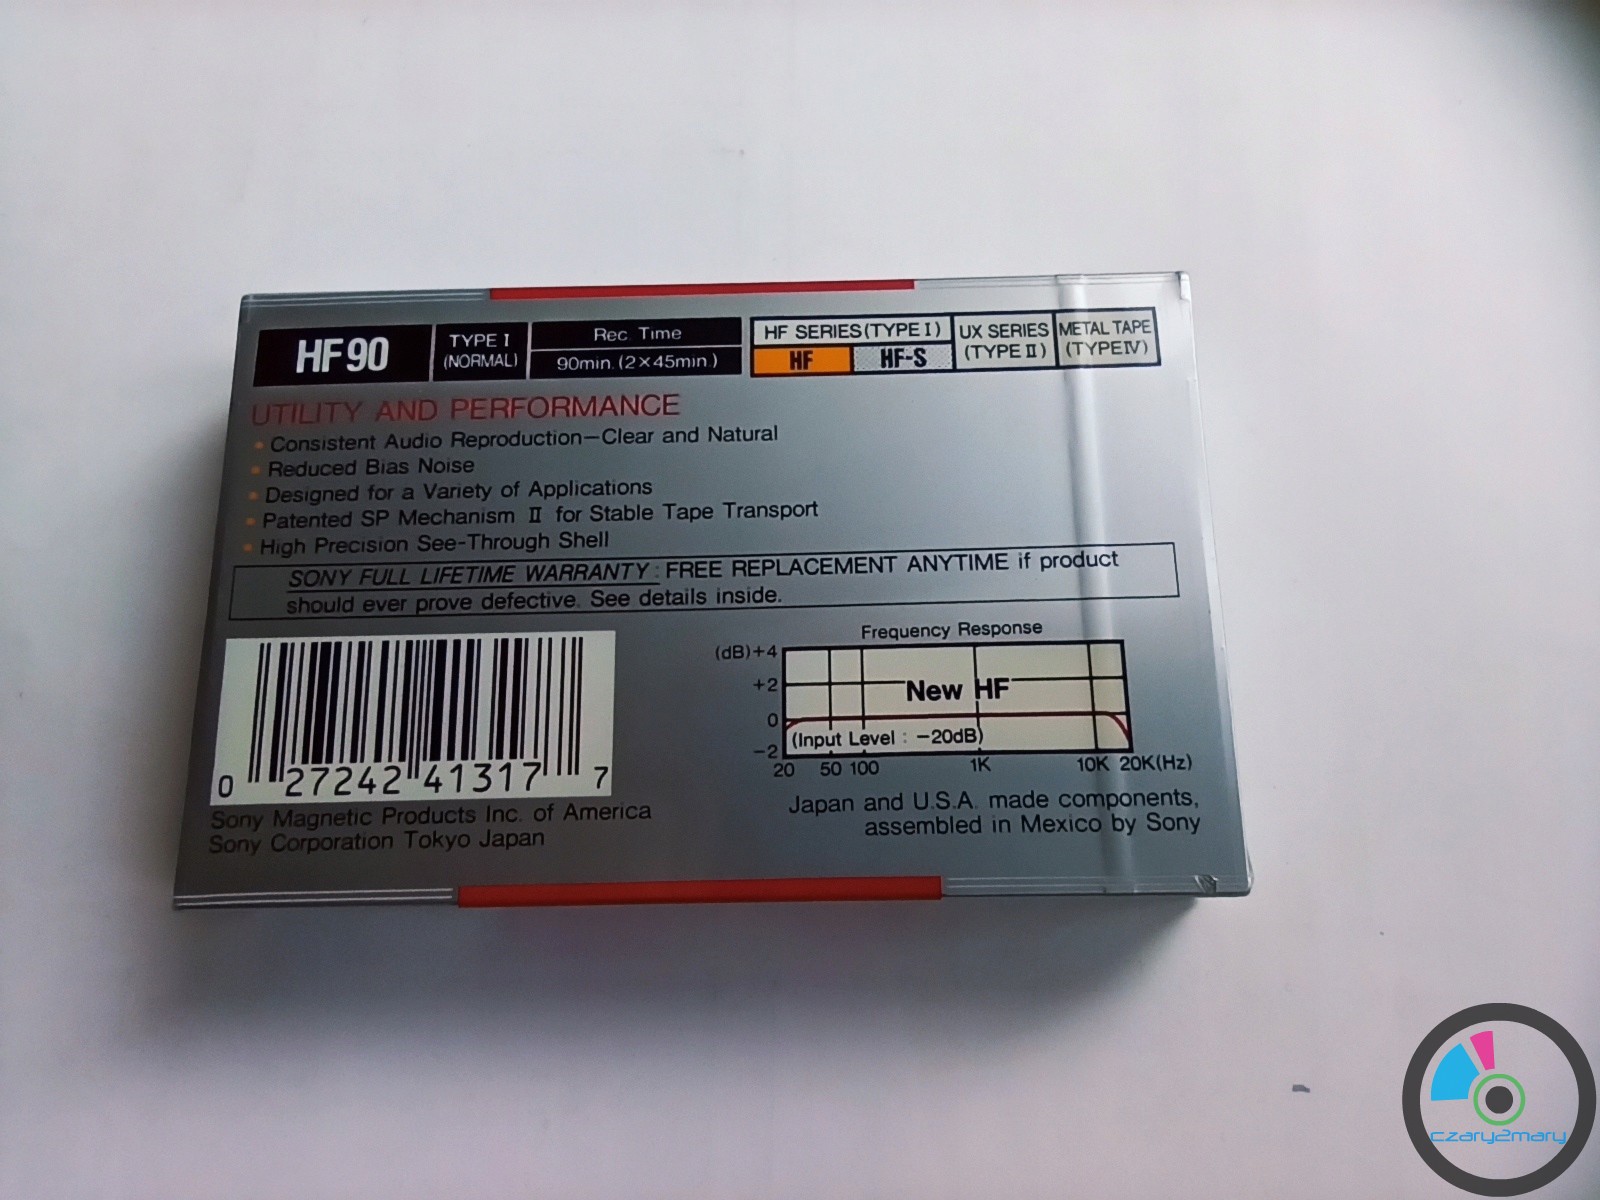 HF90
TYPE I
(NORMAL)
Rec. Time
90min. (2×45min.)
HF SERIES (TYPE I)
HF
HF-S
UX SERIES
(TYPE II)
METAL TAPE
(TYPE IV)
UTILITY AND PERFORMANCE
• Consistent Audio Reproduction—Clear and Natural
• Reduced Bias Noise
• Designed for a Variety of Applications
• Patented SP Mechanism II for Stable Tape Transport
• High Precision See-Through Shell
SONY FULL LIFETIME WARRANTY: FREE REPLACEMENT ANYTIME if product
should ever prove defective. See details inside.
0 27242 41317 7
Sony Magnetic Products Inc. of America
Sony Corporation Tokyo Japan
Frequency Response
(dB)+4
+2
New HF
0
(Input Level : −20dB)
−2
20 50 100 1K 10K 20K(Hz)
Japan and U.S.A. made components,
assembled in Mexico by Sony
czary2mary